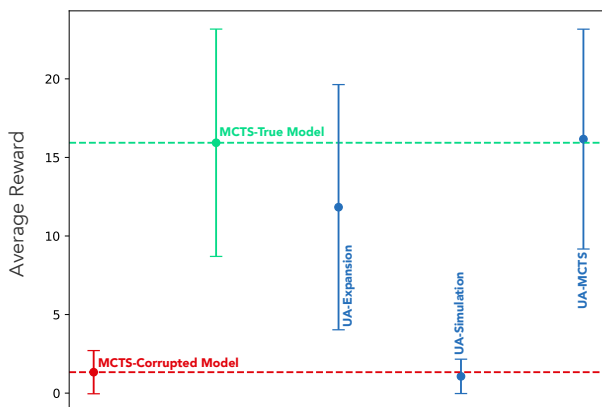 20
15
10
5
0
Average Reward
MCTS-True Model
MCTS-Corrupted Model
UA-Expansion
UA-Simulation
UA-MCTS